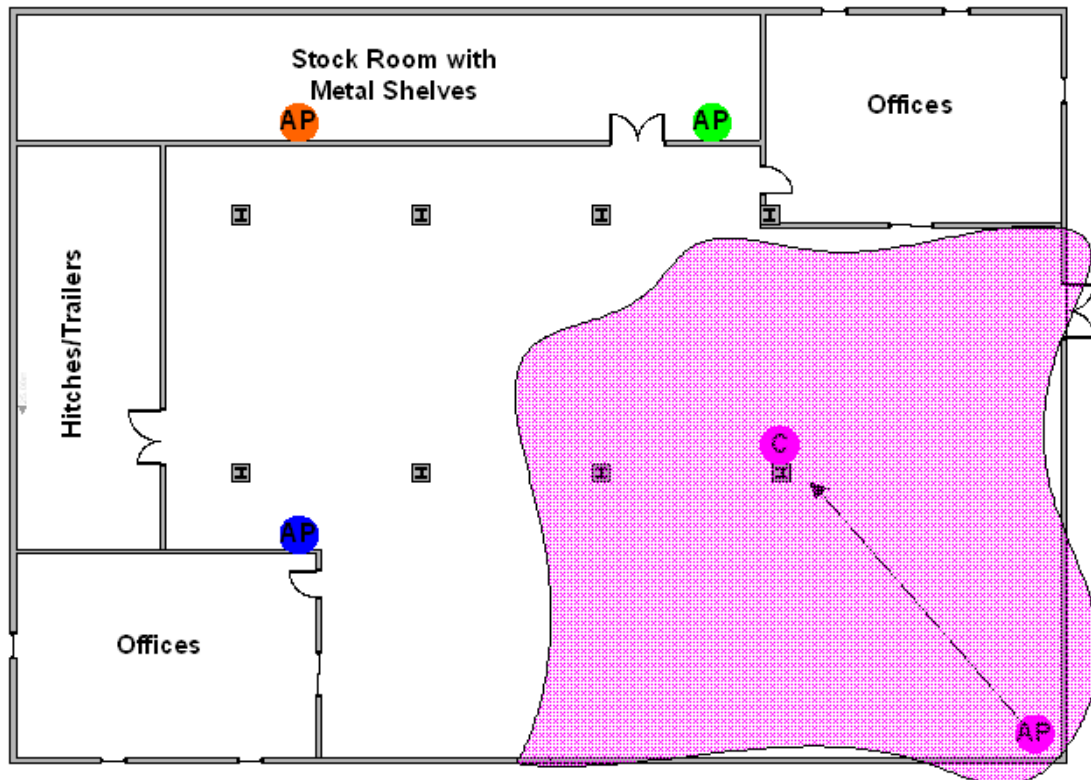 Stock Room with
Metal Shelves
Offices
AP
AP
I
I
I
I
Hitches/Trailers
C
I
I
I
I
AP
Offices
AP